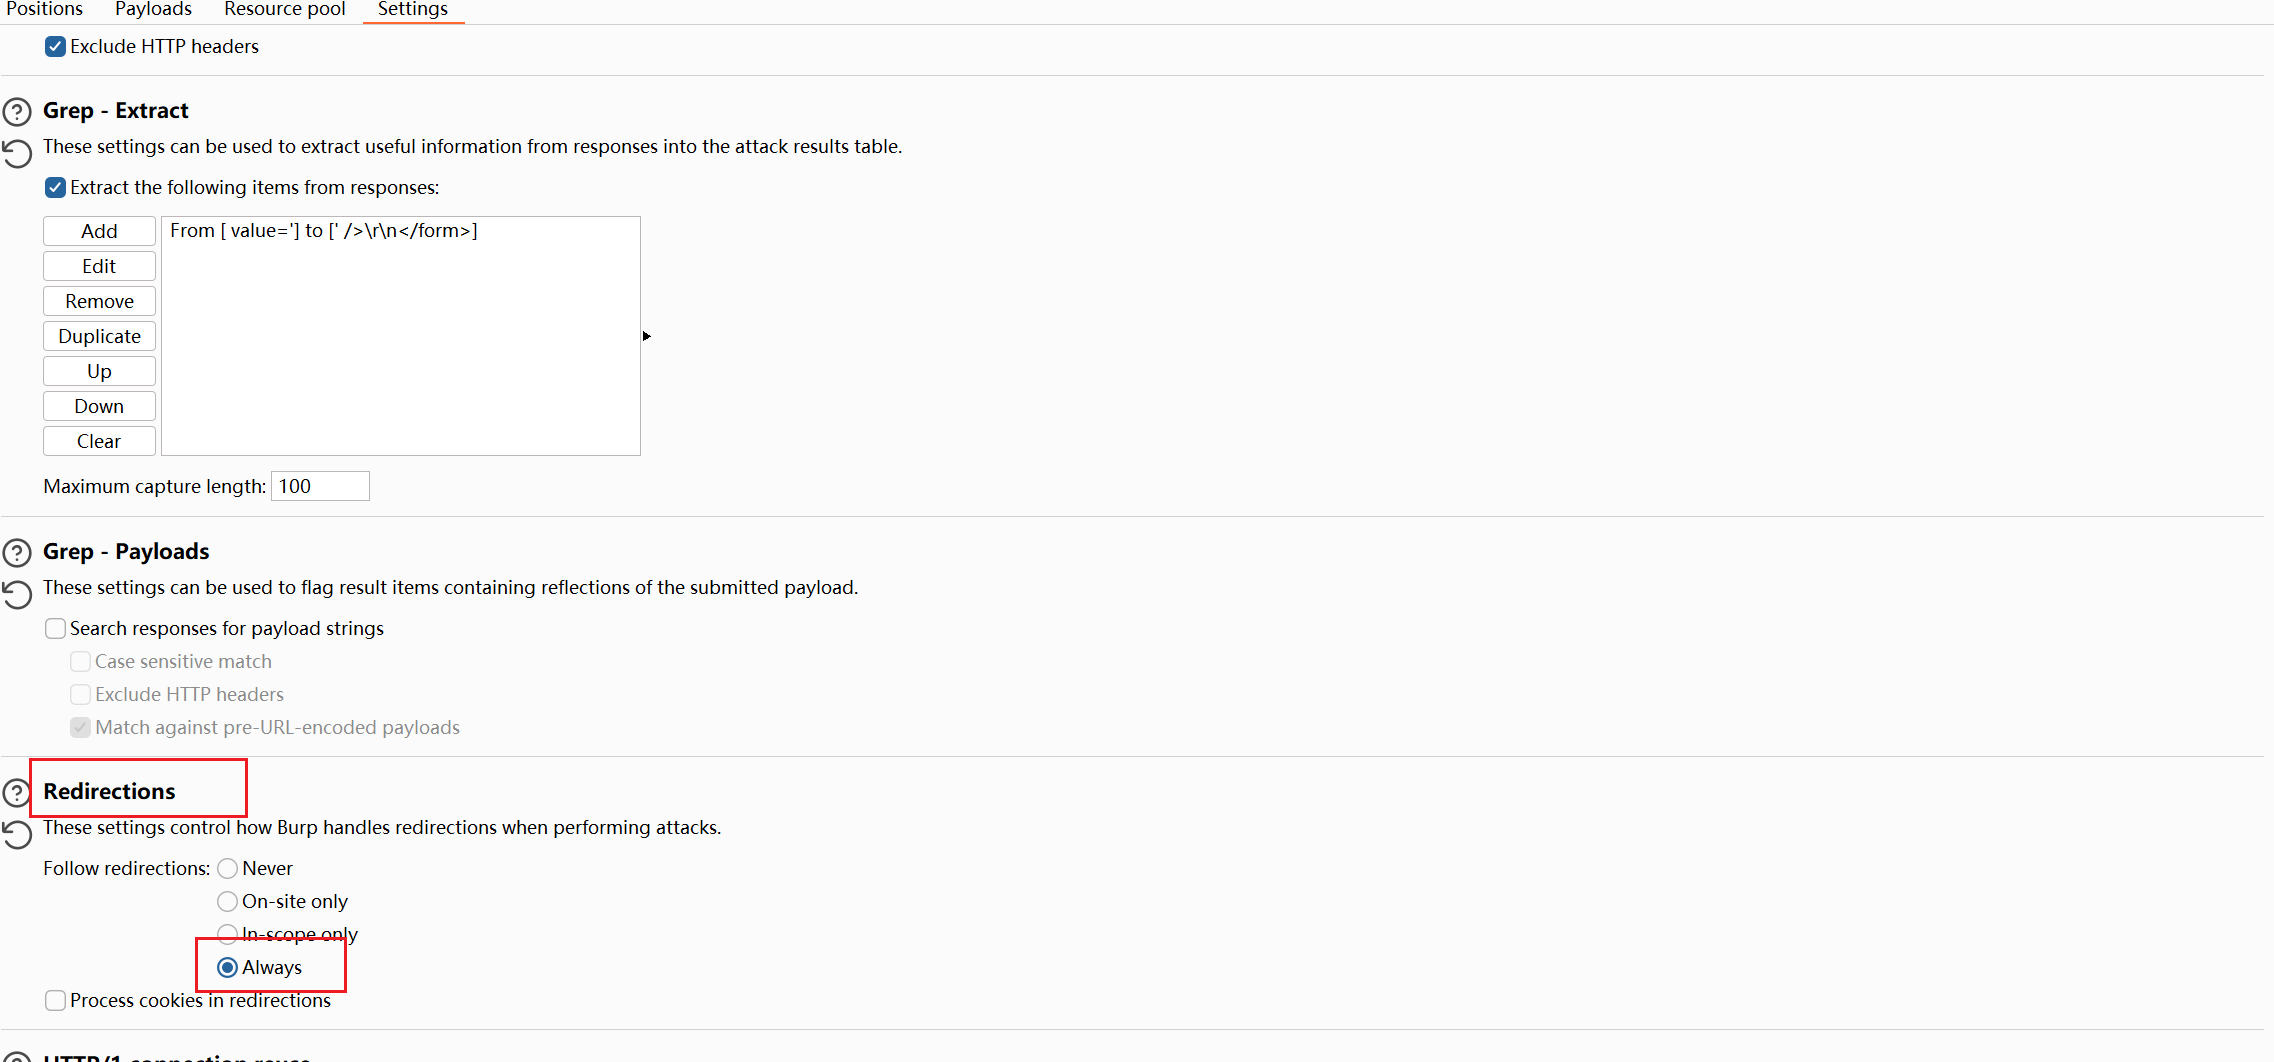 Positions Payloads Resource pool Settings
Exclude HTTP headers
Grep - Extract
These settings can be used to extract useful information from responses into the attack results table.
Extract the following items from responses:
Add
From [ value='] to [' />\r\n</form>]
Edit
Remove
Duplicate
Up
Down
Clear
Maximum capture length: 100
Grep - Payloads
These settings can be used to flag result items containing reflections of the submitted payload.
Search responses for payload strings
Case sensitive match
Exclude HTTP headers
Match against pre-URL-encoded payloads
Redirections
These settings control how Burp handles redirections when performing attacks.
Follow redirections: Never
On-site only
In-scope only
Always
Process cookies in redirections
HTTP/1 connection reuse